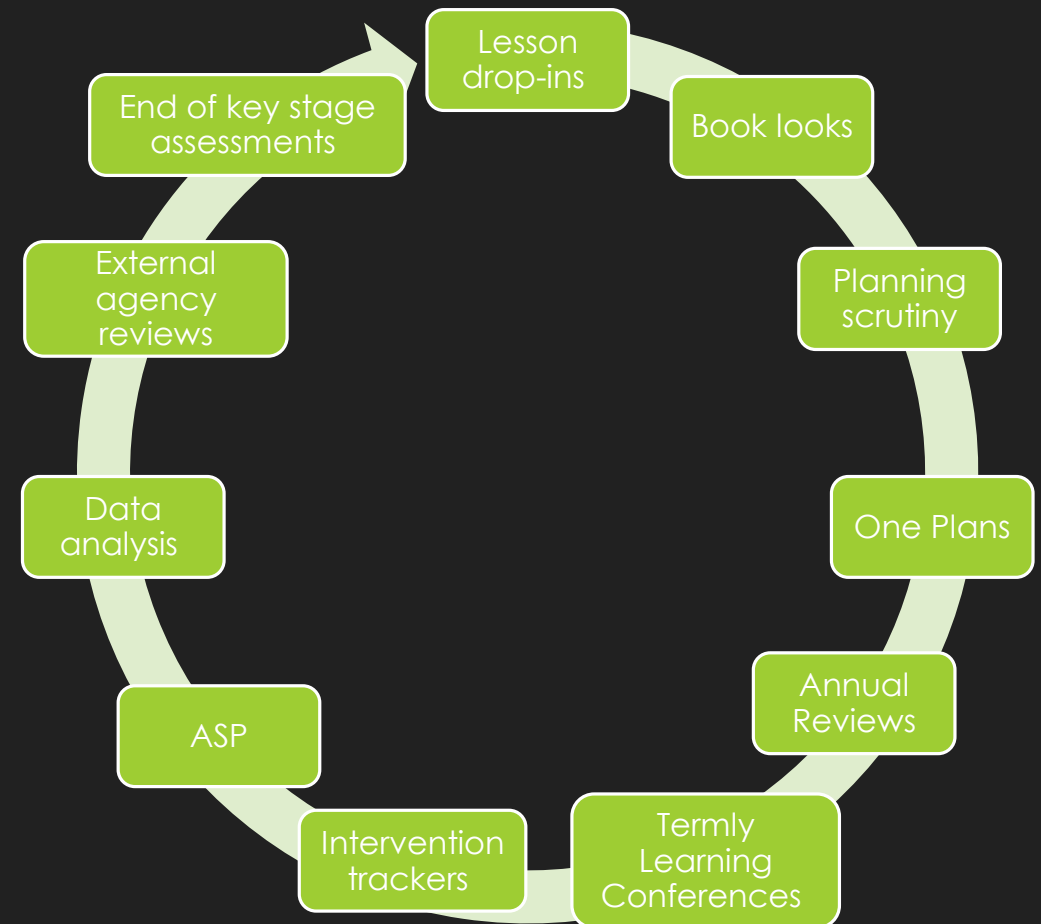 Lesson
drop-ins
Book looks
Planning
scrutiny
One Plans
Annual
Reviews
Termly
Learning
Conferences
Intervention
trackers
ASP
Data
analysis
External
agency
reviews
End of key stage
assessments